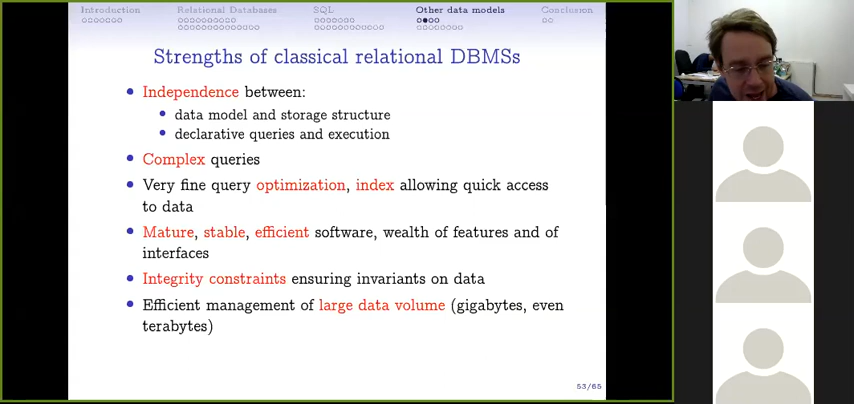 Introduction Relational Databases SQL Other data models Conclusion
Strengths of classical relational DBMSs
Independence between:
data model and storage structure
declarative queries and execution
Complex queries
Very fine query optimization, index allowing quick access
to data
Mature, stable, efficient software, wealth of features and of
interfaces
Integrity constraints ensuring invariants on data
Efficient management of large data volume (gigabytes, even
terabytes)
53/65